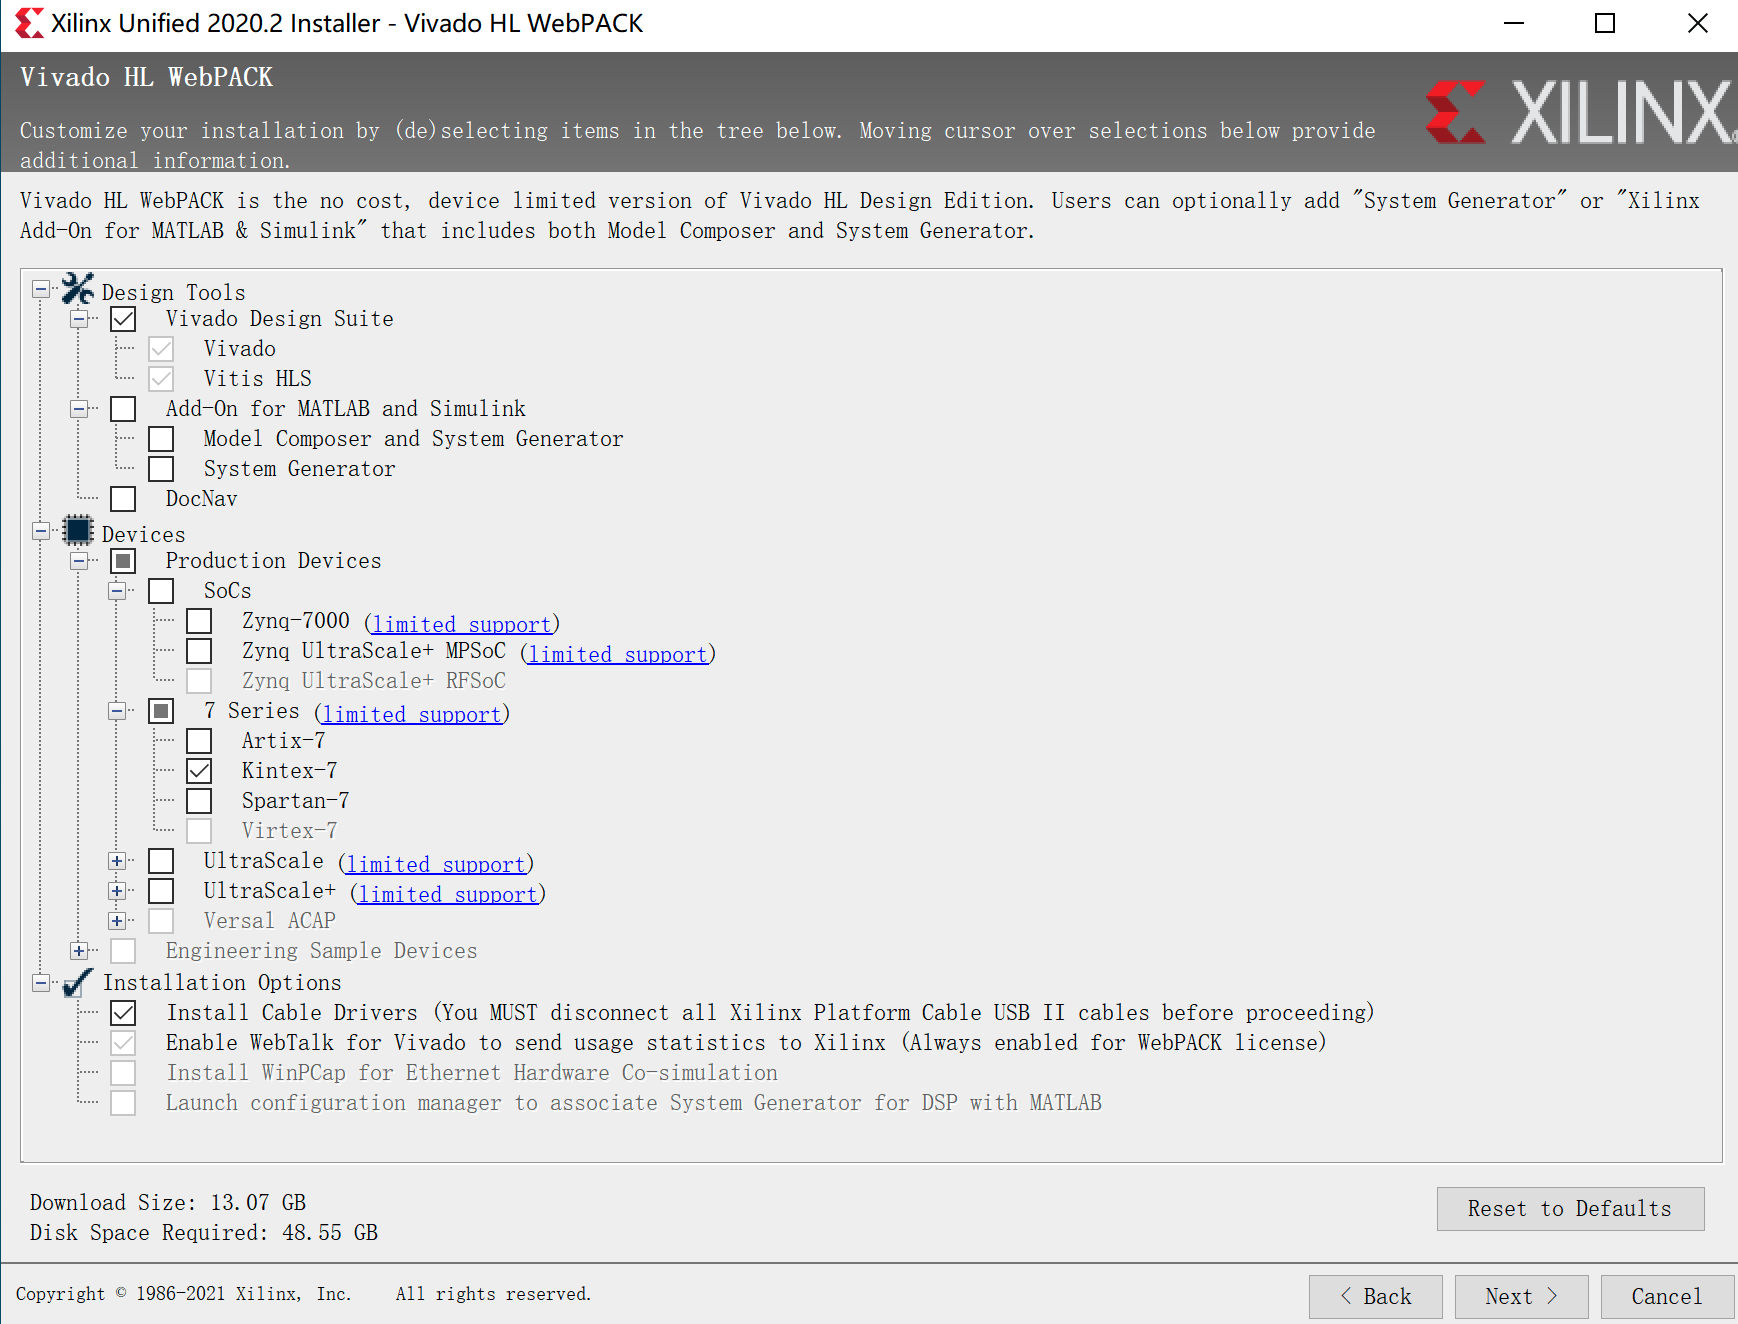 Xilinx Unified 2020.2 Installer - Vivado HL WebPACK
Vivado HL WebPACK
Customize your installation by (de)selecting items in the tree below. Moving cursor over selections below provide
additional information.
XILINX
Vivado HL WebPACK is the no cost, device limited version of Vivado HL Design Edition. Users can optionally add "System Generator" or "Xilinx
Add-On for MATLAB & Simulink" that includes both Model Composer and System Generator.
Design Tools
Vivado Design Suite
Vivado
Vitis HLS
Add-On for MATLAB and Simulink
Model Composer and System Generator
System Generator
DocNav
Devices
Production Devices
SoCs
Zynq-7000 (limited support)
Zynq UltraScale+ MPSoC (limited support)
Zynq UltraScale+ RFSoC
7 Series (limited support)
Artix-7
Kintex-7
Spartan-7
Virtex-7
UltraScale (limited support)
UltraScale+ (limited support)
Versal ACAP
Engineering Sample Devices
Installation Options
Install Cable Drivers (You MUST disconnect all Xilinx Platform Cable USB II cables before proceeding)
Enable WebTalk for Vivado to send usage statistics to Xilinx (Always enabled for WebPACK license)
Install WinPCap for Ethernet Hardware Co-simulation
Launch configuration manager to associate System Generator for DSP with MATLAB
Download Size: 13.07 GB
Disk Space Required: 48.55 GB
Reset to Defaults
Copyright © 1986-2021 Xilinx, Inc. All rights reserved.
< Back
Next >
Cancel